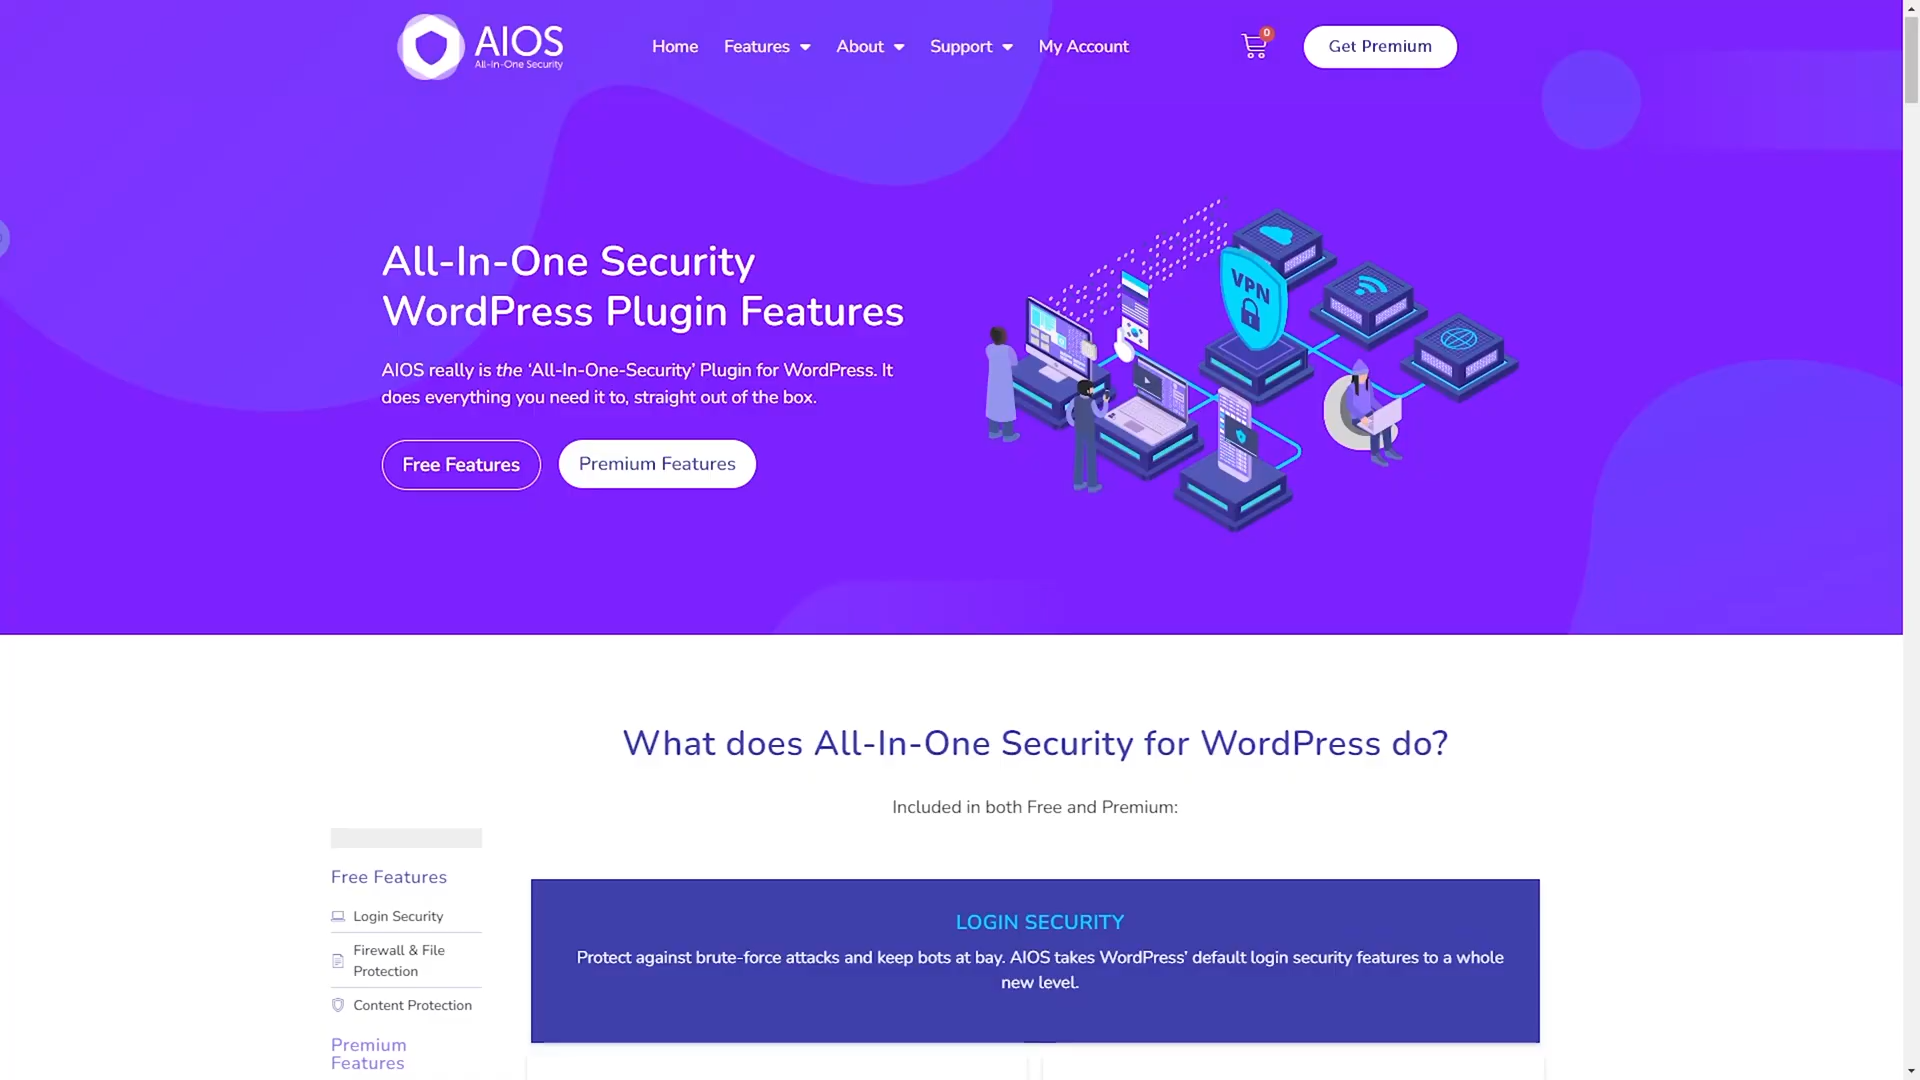 AIOS
All-In-One Security
Home
Features
About
Support
My Account
0
Get Premium
All-In-One Security
WordPress Plugin Features
AIOS really is the ‘All-In-One-Security’ Plugin for WordPress. It
does everything you need it to, straight out of the box.
Free Features
Premium Features
VPN
What does All-In-One Security for WordPress do?
Included in both Free and Premium:
Free Features
Login Security
Firewall & File
Protection
Content Protection
Premium
Features
LOGIN SECURITY
Protect against brute-force attacks and keep bots at bay. AIOS takes WordPress’ default login security features to a whole
new level.